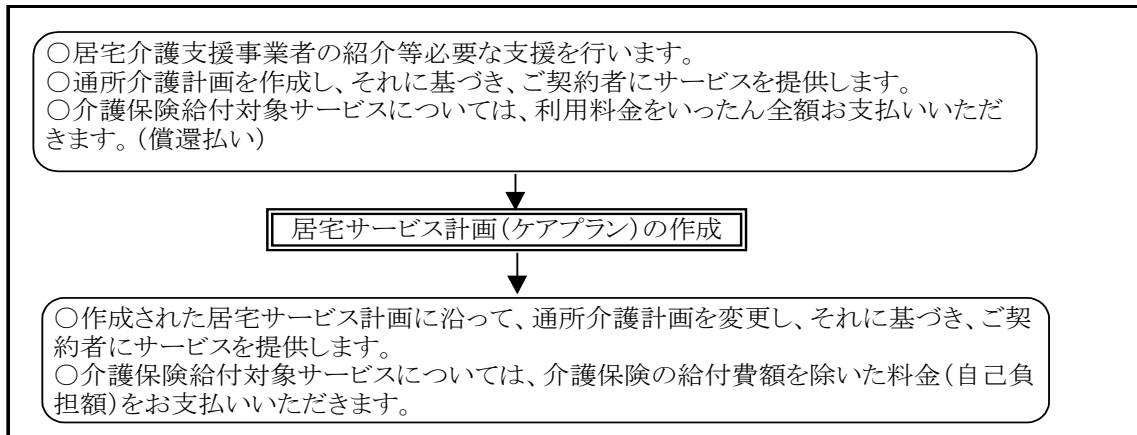 ○居宅介護支援事業者の紹介等必要な支援を行います。
○通所介護計画を作成し、それに基づき、ご契約者にサービスを提供します。
○介護保険給付対象サービスについては、利用料金をいったん全額お支払いいただ
きます。(償還払い)
居宅サービス計画(ケアプラン)の作成
○作成された居宅サービス計画に沿って、通所介護計画を変更し、それに基づき、ご契
約者にサービスを提供します。
○介護保険給付対象サービスについては、介護保険の給付費額を除いた料金(自己負
担額)をお支払いいただきます。